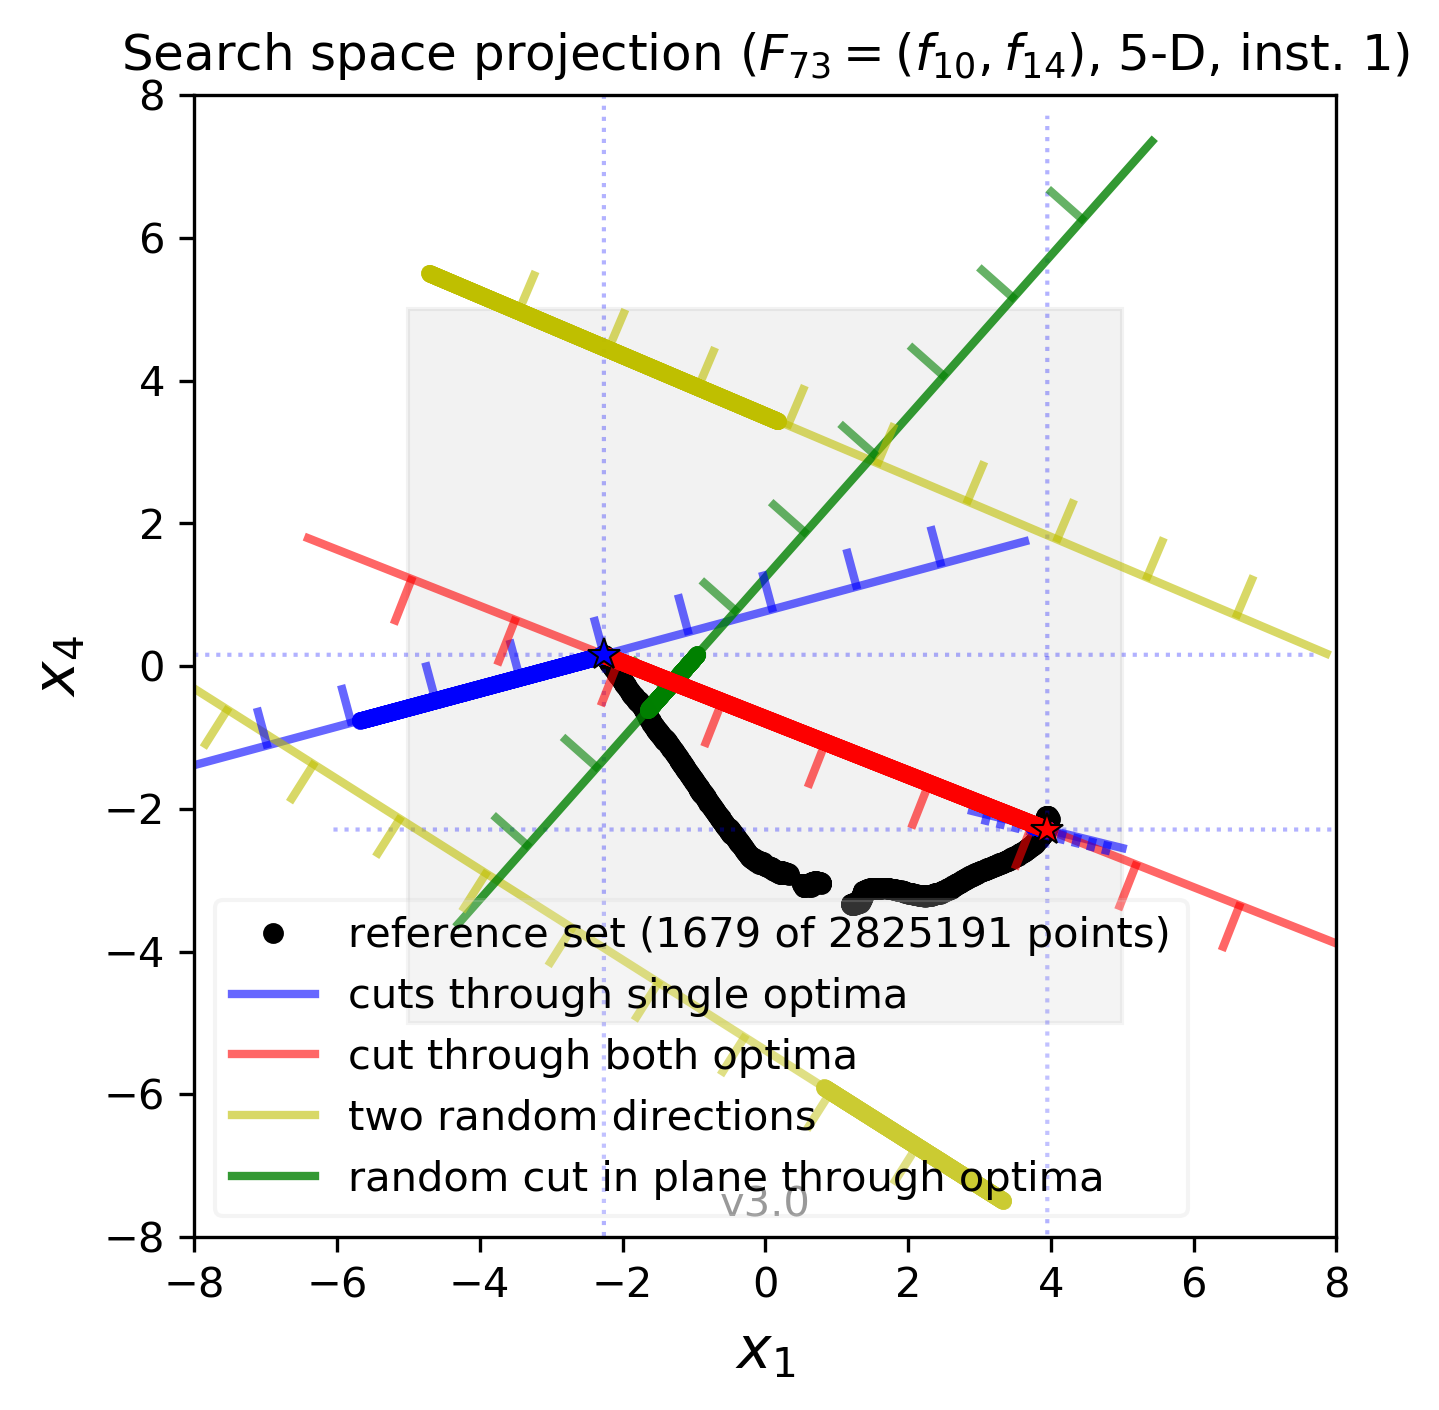 Search space projection (F₇₃ = (f₁₀, f₁₄), 5-D, inst. 1)
8
6
4
2
0
−2
−4
−6
−8
x₄
reference set (1679 of 2825191 points)
cuts through single optima
cut through both optima
two random directions
random cut in plane through optima
v3.0
−8 −6 −4 −2 0 2 4 6 8
x₁